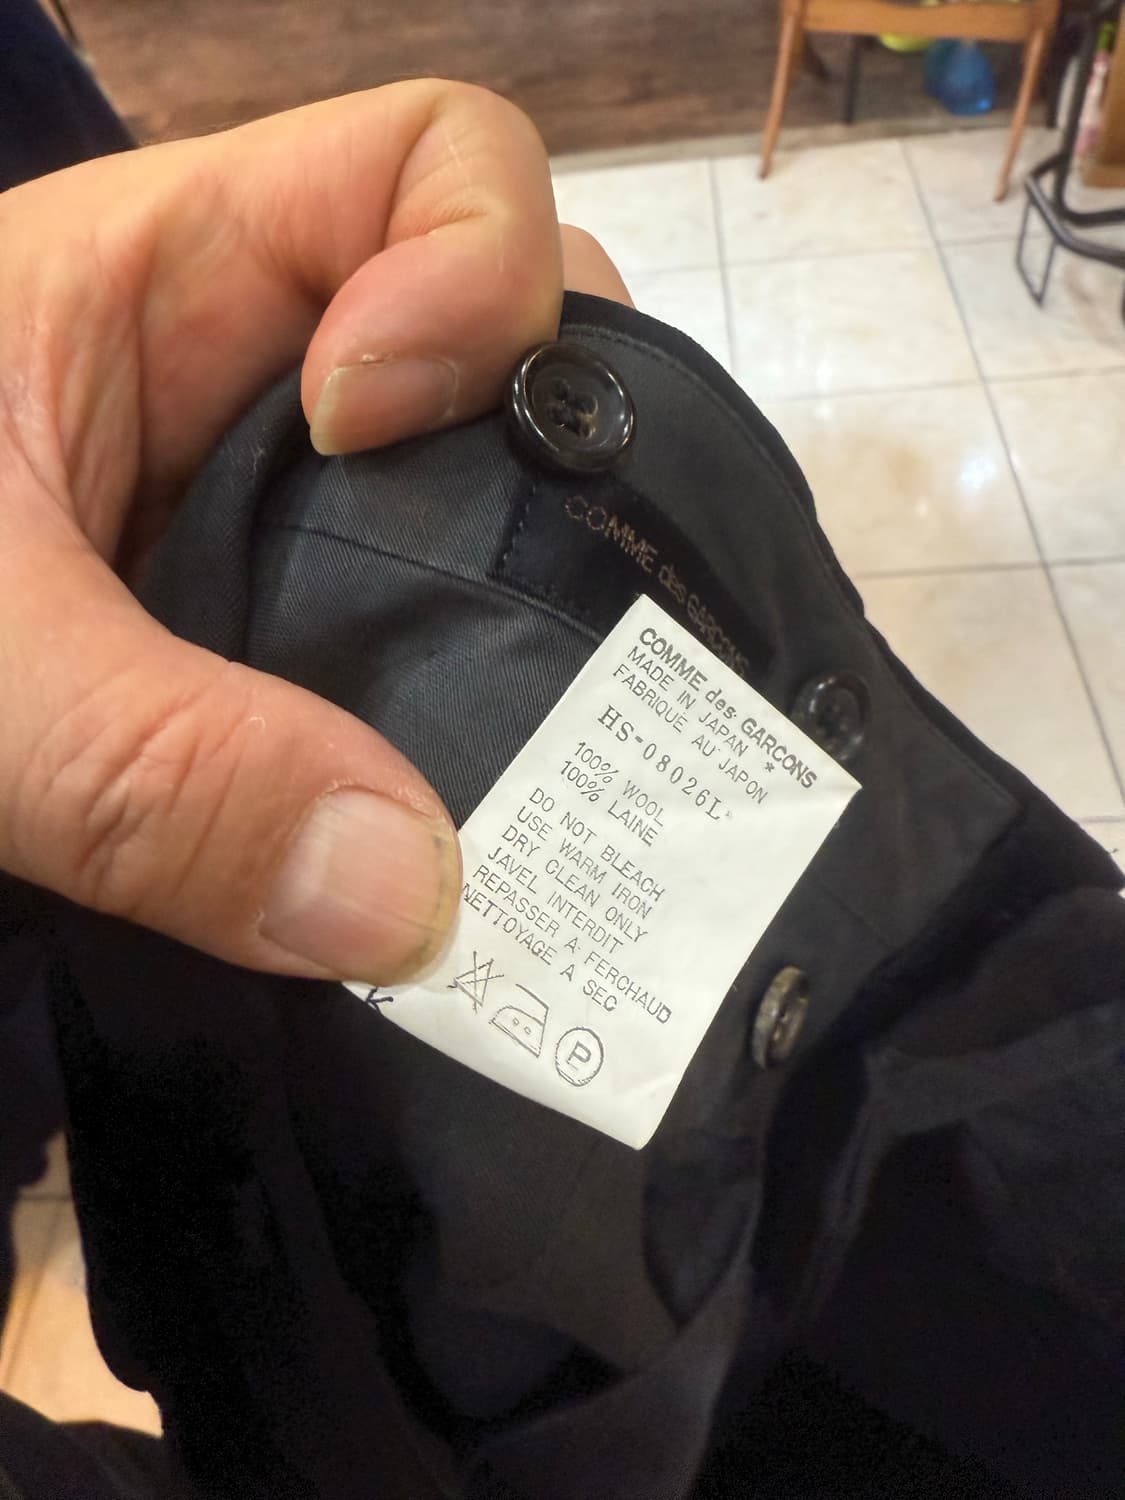 COMME des GARCONS
COMME des GARCONS
MADE IN JAPAN *
FABRIQUE AU JAPON
HS-08026L
100% WOOL
100% LAINE
DO NOT BLEACH
USE WARM IRON
DRY CLEAN ONLY
JAVEL INTERDIT
REPASSER A FERCHAUD
NETTOYAGE A SEC
P
K